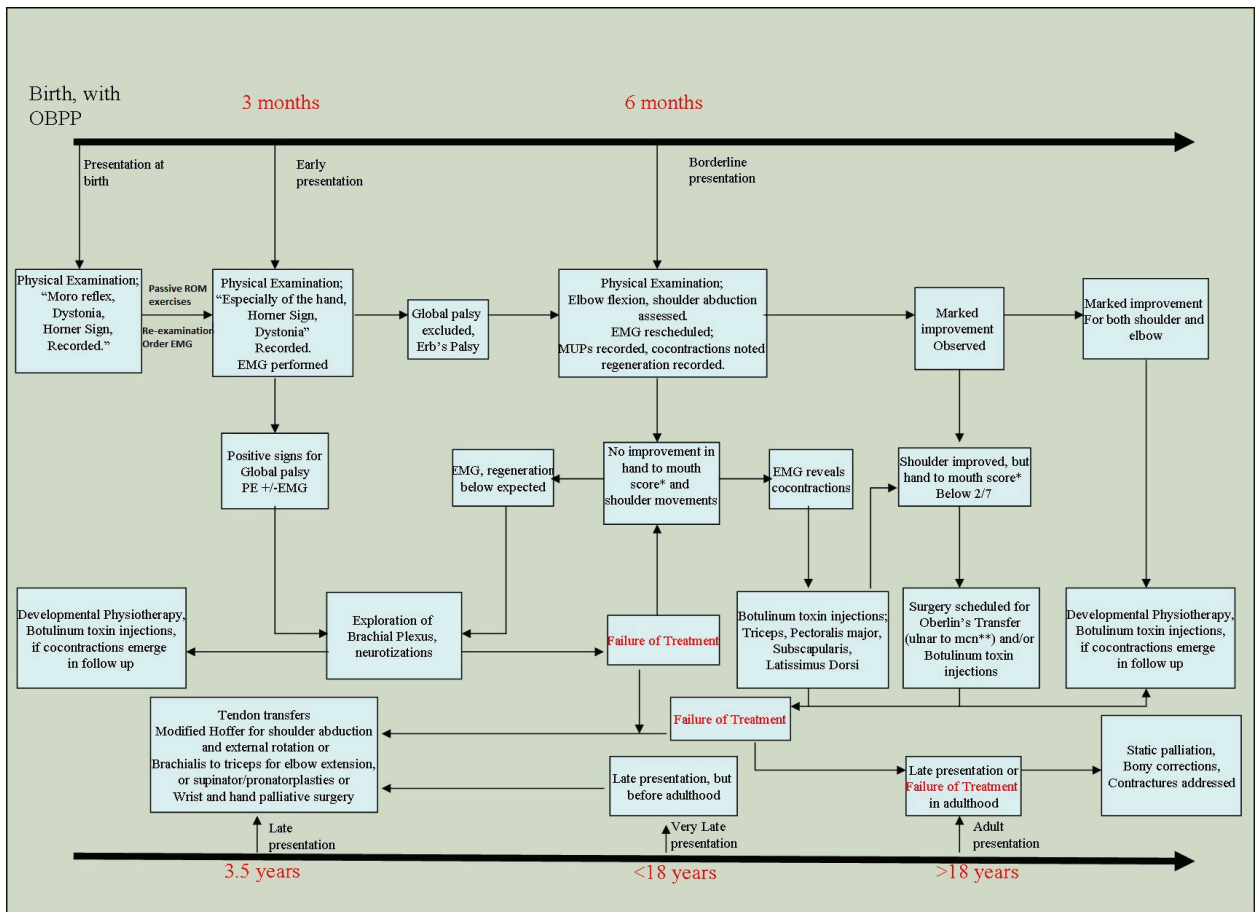 Birth, with
OBPP
3 months
6 months
Presentation at
birth
Early
presentation
Borderline
presentation
Physical Examination;
“Moro reflex,
Dystonia,
Horner Sign,
Recorded.”
Passive ROM
exercises
Re-examination
Order EMG
Physical Examination;
“Especially of the hand,
Horner Sign,
Dystonia”
Recorded.
EMG performed
Global palsy
excluded,
Erb’s Palsy
Physical Examination;
Elbow flexion, shoulder abduction
assessed.
EMG rescheduled;
MUPs recorded, cocontractions noted
regeneration recorded.
Marked
improvement
Observed
Marked improvement
For both shoulder and
elbow
Positive signs for
Global palsy
PE +/-EMG
EMG, regeneration
below expected
No improvement in
hand to mouth
score* and
shoulder movements
EMG reveals
cocontractions
Shoulder improved, but
hand to mouth score*
Below 2/7
Developmental Physiotherapy,
Botulinum toxin injections,
if cocontractions emerge
in follow up
Exploration of
Brachial Plexus,
neurotizations
Failure of Treatment
Botulinum toxin injections;
Triceps, Pectoralis major,
Subscapularis,
Latissimus Dorsi
Surgery scheduled for
Oberlin’s Transfer
(ulnar to mcn**) and/or
Botulinum toxin
injections
Developmental Physiotherapy,
Botulinum toxin injections,
if cocontractions emerge
in follow up
Tendon transfers
Modified Hoffer for shoulder abduction
and external rotation or
Brachialis to triceps for elbow extension,
or supinator/pronatorplasties or
Wrist and hand palliative surgery
Failure of Treatment
Late presentation, but
before adulthood
Late presentation or
Failure of Treatment
in adulthood
Static palliation,
Bony corrections,
Contractures addressed
Late
presentation
Very Late
presentation
Adult
presentation
3.5 years
<18 years
>18 years